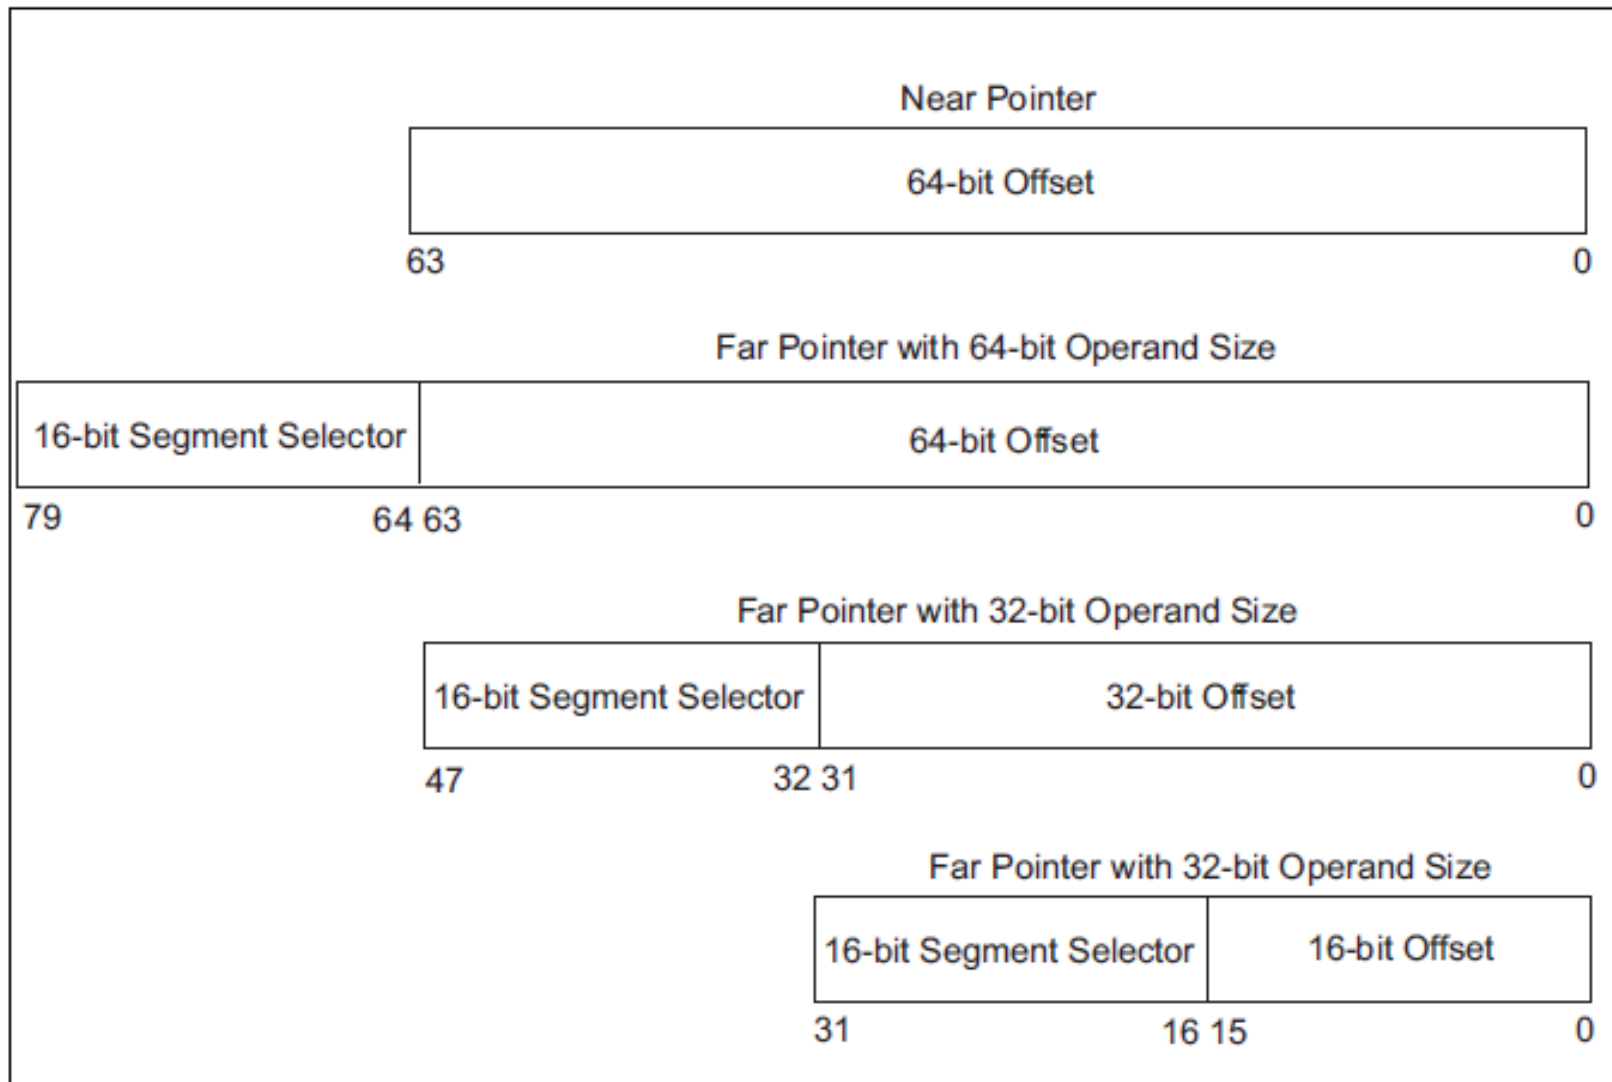 Near Pointer
64-bit Offset
63 0
Far Pointer with 64-bit Operand Size
16-bit Segment Selector 64-bit Offset
79 64 63 0
Far Pointer with 32-bit Operand Size
16-bit Segment Selector 32-bit Offset
47 32 31 0
Far Pointer with 32-bit Operand Size
16-bit Segment Selector 16-bit Offset
31 16 15 0